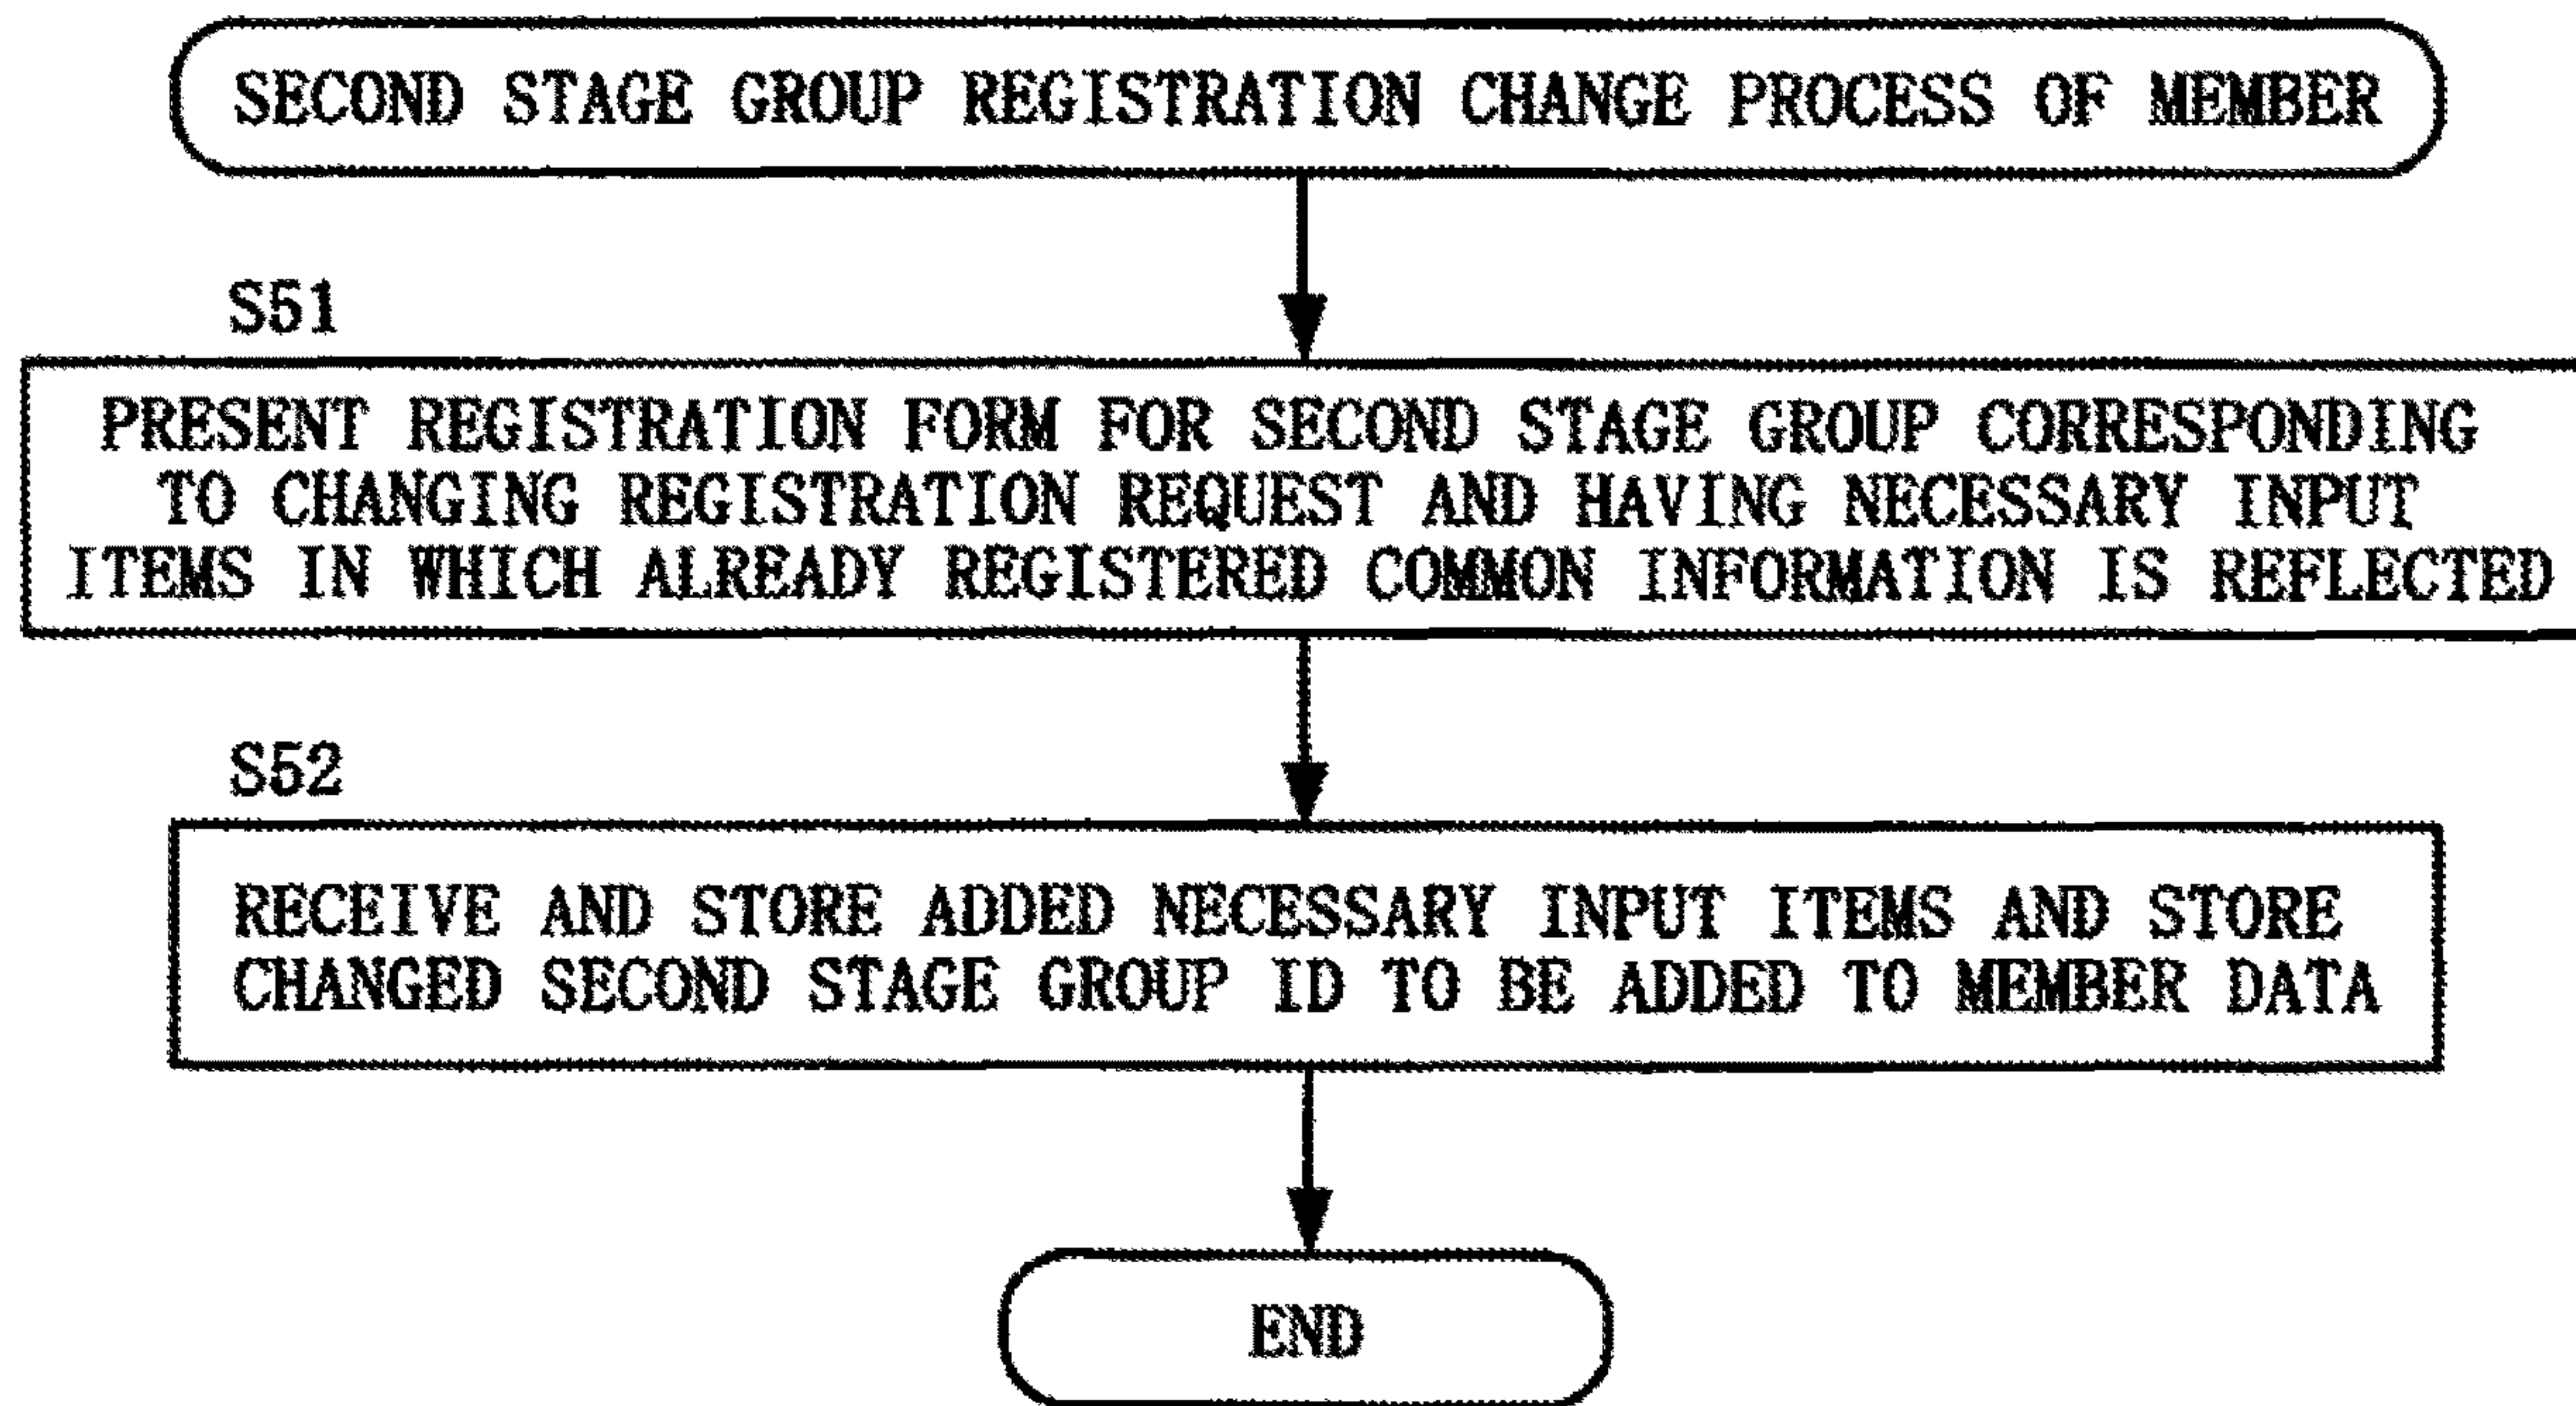 SECOND STAGE GROUP REGISTRATION CHANGE PROCESS OF MEMBER
S51
PRESENT REGISTRATION FORM FOR SECOND STAGE GROUP CORRESPONDING
TO CHANGING REGISTRATION REQUEST AND HAVING NECESSARY INPUT
ITEMS IN WHICH ALREADY REGISTERED COMMON INFORMATION IS REFLECTED
S52
RECEIVE AND STORE ADDED NECESSARY INPUT ITEMS AND STORE
CHANGED SECOND STAGE GROUP ID TO BE ADDED TO MEMBER DATA
END